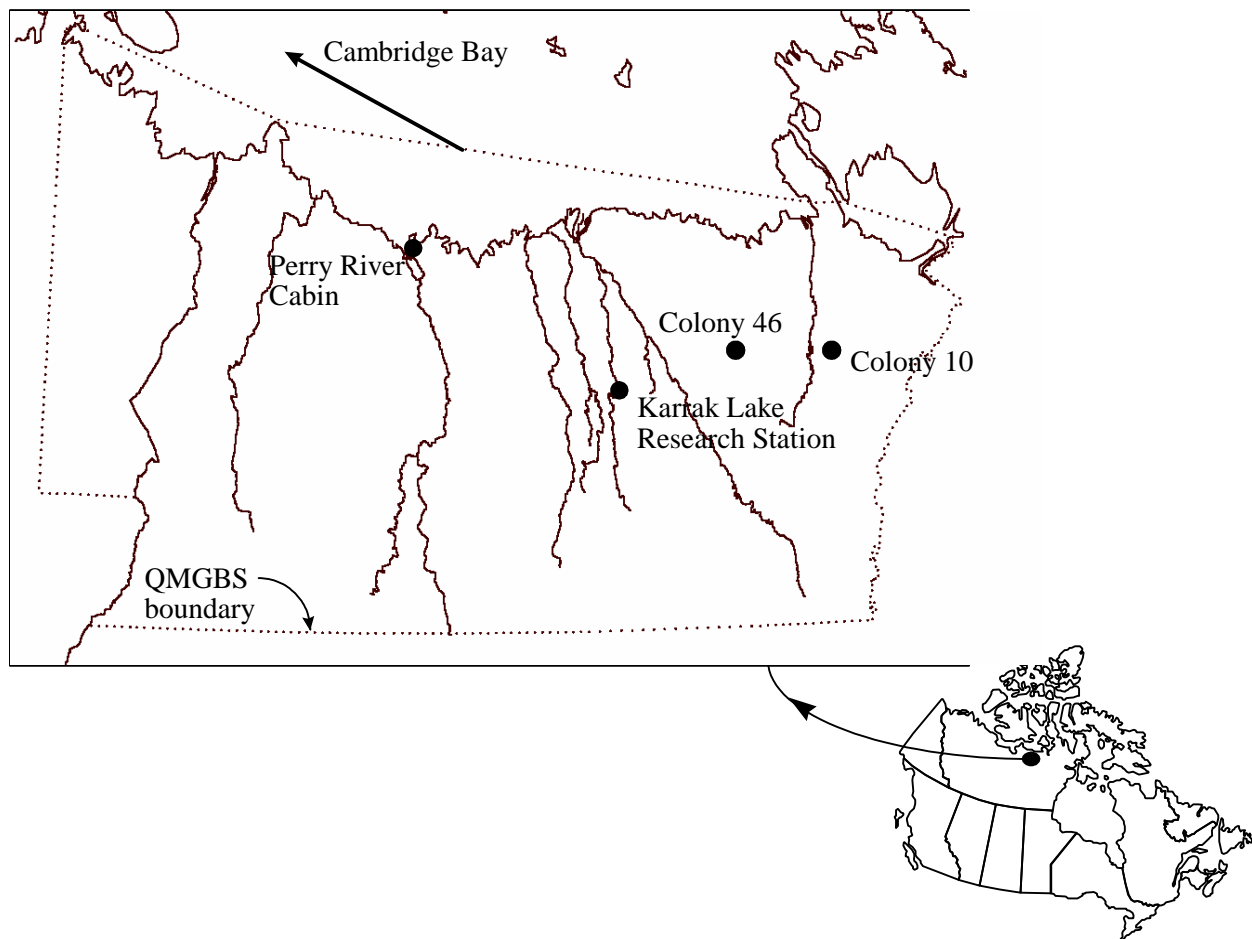 Cambridge Bay
Perry River
Cabin
Colony 46
Colony 10
Karrak Lake
Research Station
QMGBS
boundary